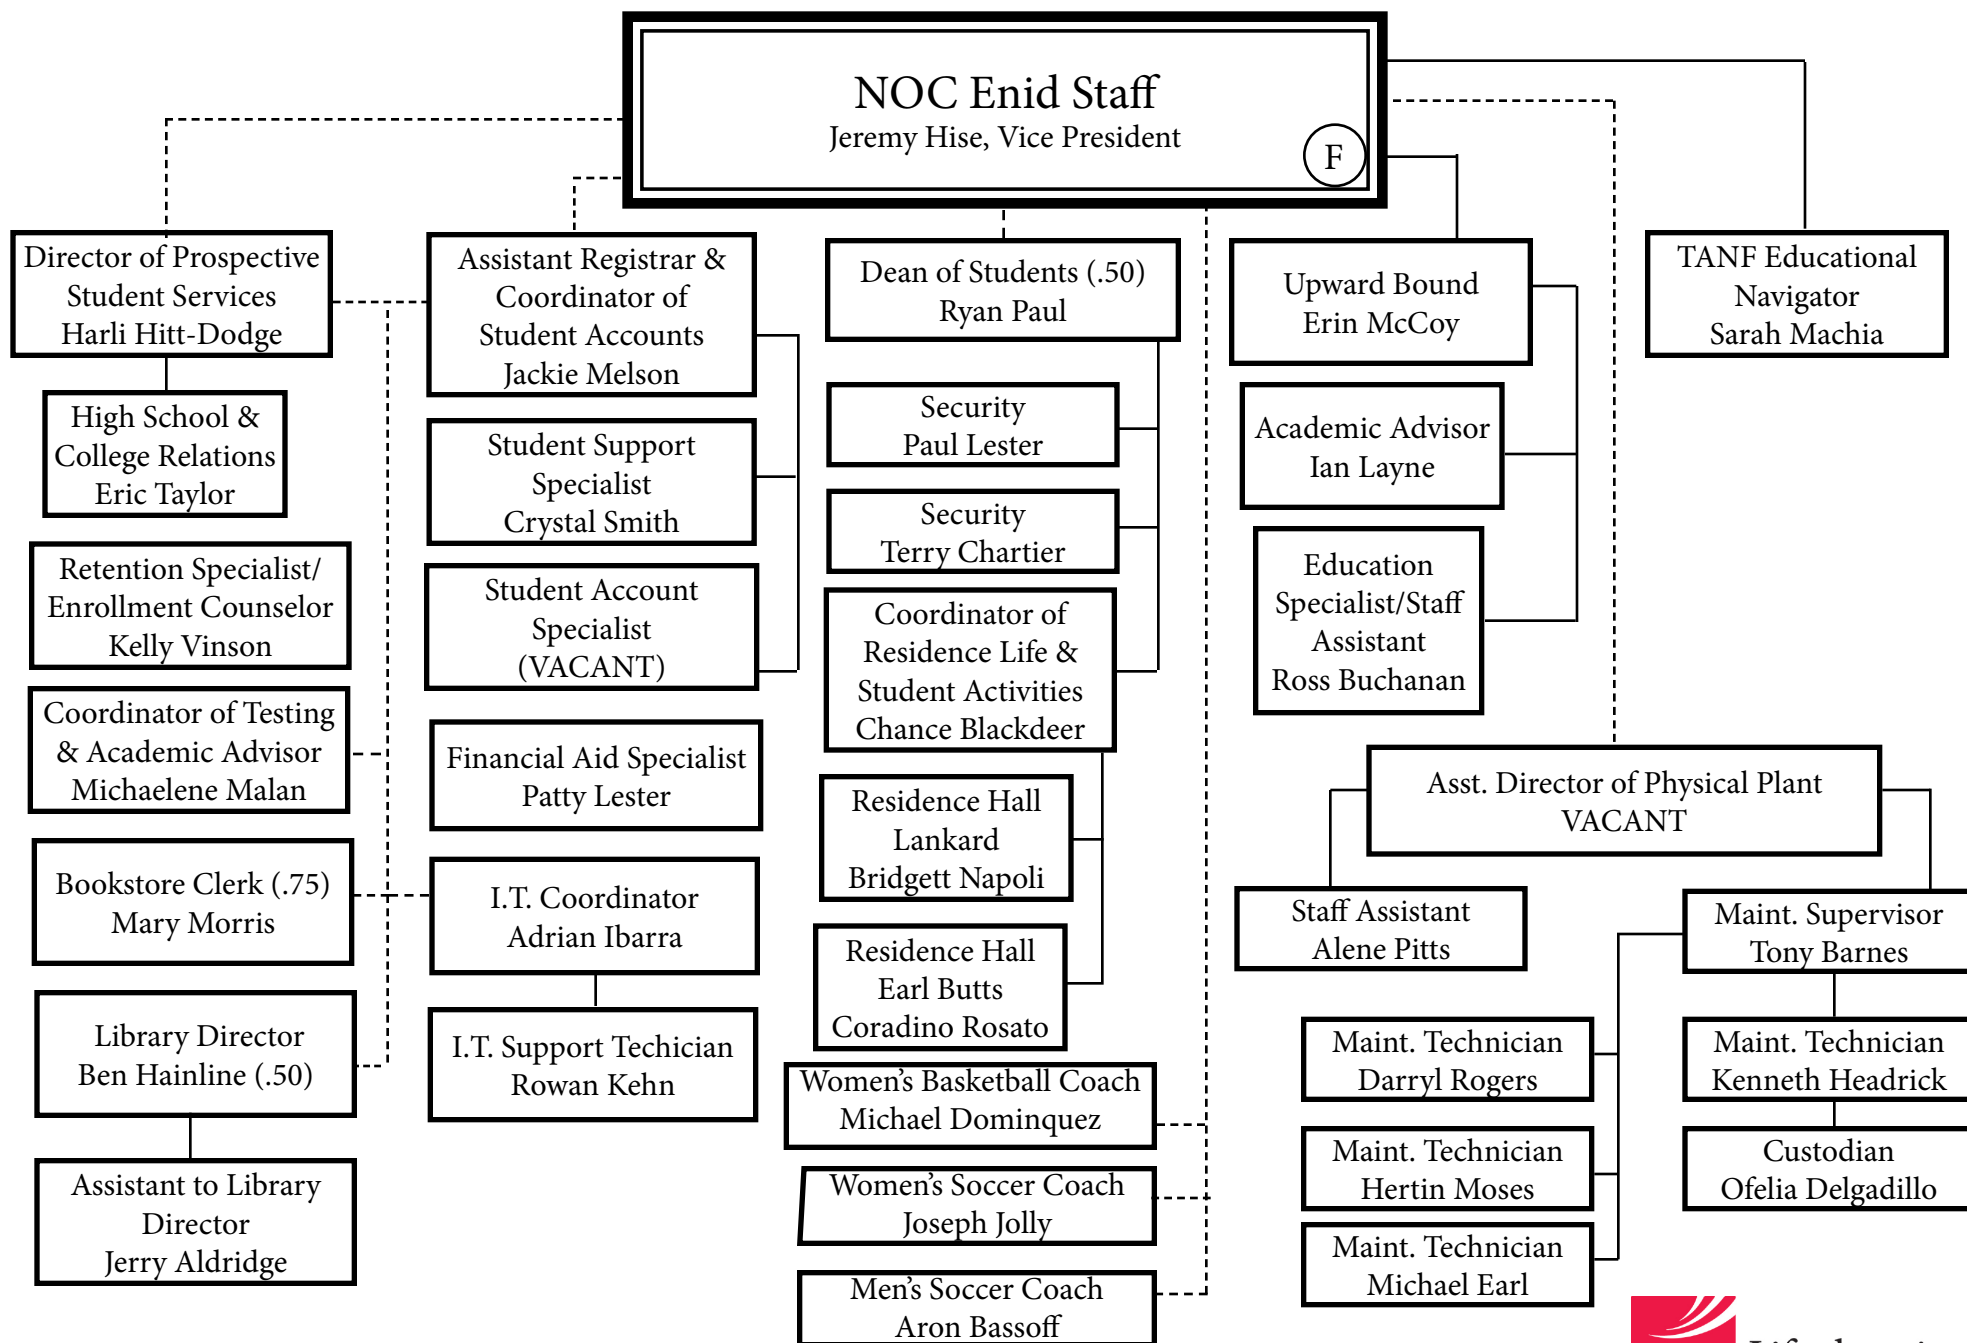 NOC Enid Staff
Jeremy Hise, Vice President
F
Director of Prospective
Student Services
Harli Hitt-Dodge
High School &
College Relations
Eric Taylor
Retention Specialist/
Enrollment Counselor
Kelly Vinson
Coordinator of Testing
& Academic Advisor
Michaelene Malan
Bookstore Clerk (.75)
Mary Morris
Library Director
Ben Hainline (.50)
Assistant to Library
Director
Jerry Aldridge
Assistant Registrar &
Coordinator of
Student Accounts
Jackie Melson
Student Support
Specialist
Crystal Smith
Student Account
Specialist
(VACANT)
Financial Aid Specialist
Patty Lester
I.T. Coordinator
Adrian Ibarra
I.T. Support Techician
Rowan Kehn
Dean of Students (.50)
Ryan Paul
Security
Paul Lester
Security
Terry Chartier
Coordinator of
Residence Life &
Student Activities
Chance Blackdeer
Residence Hall
Lankard
Bridgett Napoli
Residence Hall
Earl Butts
Coradino Rosato
Women's Basketball Coach
Michael Dominquez
Women's Soccer Coach
Joseph Jolly
Men's Soccer Coach
Aron Bassoff
Upward Bound
Erin McCoy
Academic Advisor
Ian Layne
Education
Specialist/Staff
Assistant
Ross Buchanan
TANF Educational
Navigator
Sarah Machia
Asst. Director of Physical Plant
VACANT
Staff Assistant
Alene Pitts
Maint. Supervisor
Tony Barnes
Maint. Technician
Darryl Rogers
Maint. Technician
Hertin Moses
Maint. Technician
Michael Earl
Maint. Technician
Kenneth Headrick
Custodian
Ofelia Delgadillo